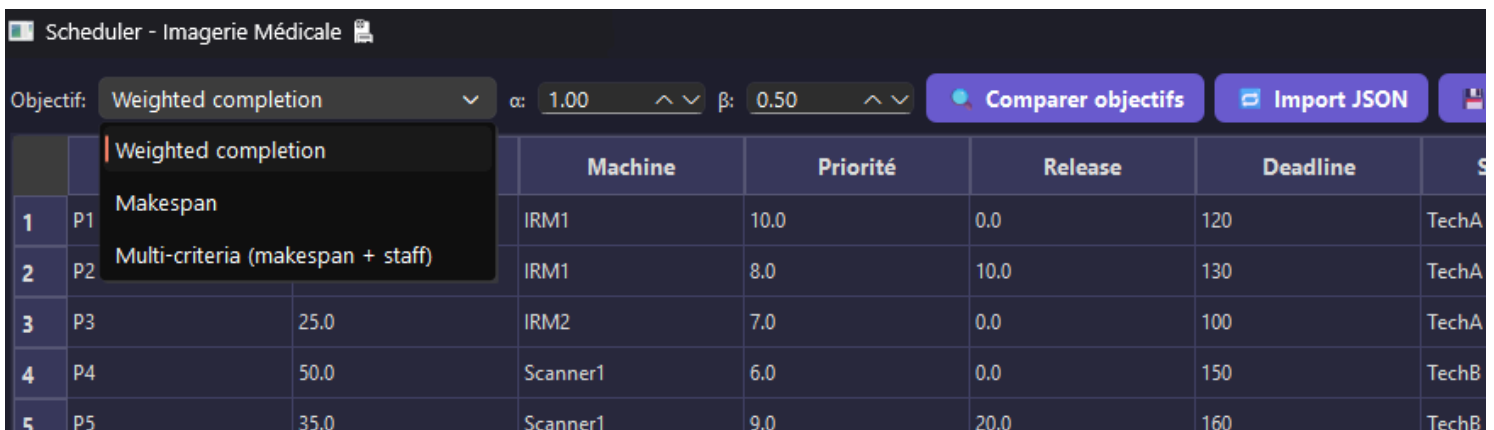 Scheduler - Imagerie Médicale
Objectif: Weighted completion α: 1.00 β: 0.50 Comparer objectifs Import JSON
Weighted completion
Makespan
Multi-criteria (makespan + staff)
Machine Priorité Release Deadline
1 P1 IRM1 10.0 0.0 120 TechA
2 P2 IRM1 8.0 10.0 130 TechA
3 P3 25.0 IRM2 7.0 0.0 100 TechA
4 P4 50.0 Scanner1 6.0 0.0 150 TechB
5 P5 35.0 Scanner1 9.0 20.0 160 TechB